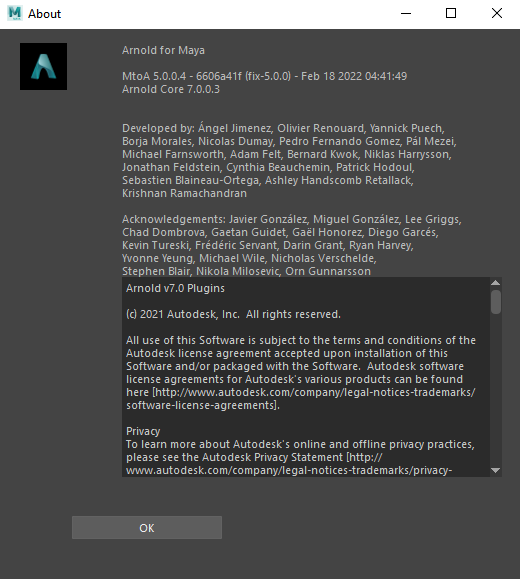 About
Arnold for Maya
MtoA 5.0.0.4 - 6606a41f (fix-5.0.0) - Feb 18 2022 04:41:49
Arnold Core 7.0.0.3
Developed by: Ángel Jimenez, Olivier Renouard, Yannick Puech,
Borja Morales, Nicolas Dumay, Pedro Fernando Gomez, Pál Mezei,
Michael Farnsworth, Adam Felt, Bernard Kwok, Niklas Harrysson,
Jonathan Feldstein, Cynthia Beauchemin, Patrick Hodoul,
Sebastien Blaineau-Ortega, Ashley Handscomb Retallack,
Krishnan Ramachandran
Acknowledgements: Javier González, Miguel González, Lee Griggs,
Chad Dombrova, Gaetan Guidet, Gaël Honorez, Diego Garcés,
Kevin Tureski, Frédéric Servant, Darin Grant, Ryan Harvey,
Yvonne Yeung, Michael Wile, Nicholas Verschelde,
Stephen Blair, Nikola Milosevic, Orn Gunnarsson
Arnold v7.0 Plugins
(c) 2021 Autodesk, Inc.  All rights reserved.
All use of this Software is subject to the terms and conditions of the
Autodesk license agreement accepted upon installation of this
Software and/or packaged with the Software.  Autodesk software
license agreements for Autodesk's various products can be found
here [http://www.autodesk.com/company/legal-notices-trademarks/
software-license-agreements].
Privacy
To learn more about Autodesk's online and offline privacy practices,
please see the Autodesk Privacy Statement [http://
www.autodesk.com/company/legal-notices-trademarks/privacy-
OK